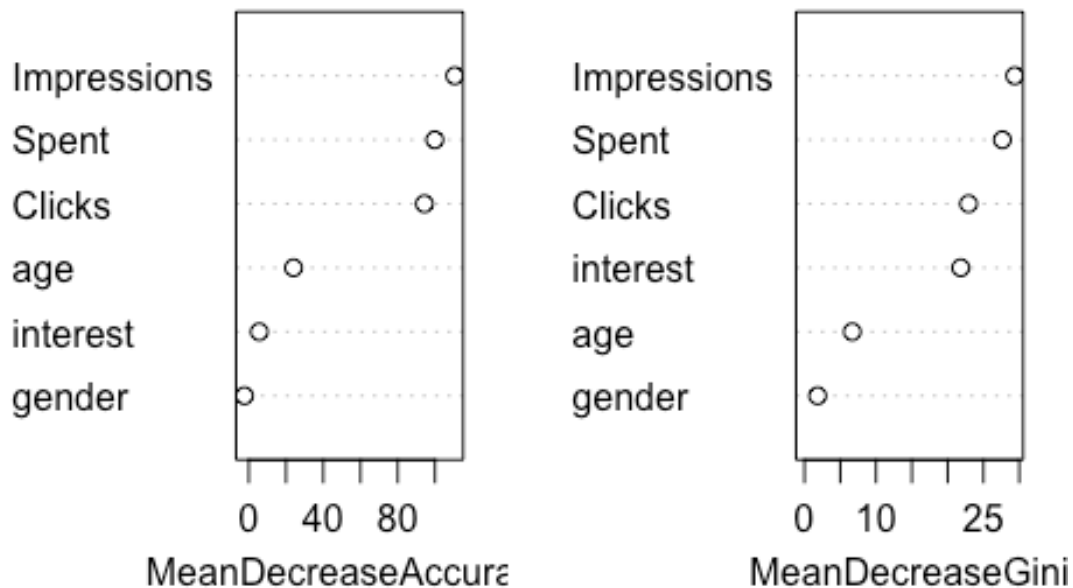 Impressions
Spent
Clicks
age
interest
gender
0 40 80
MeanDecreaseAccura
Impressions
Spent
Clicks
interest
age
gender
0 10 25
MeanDecreaseGini